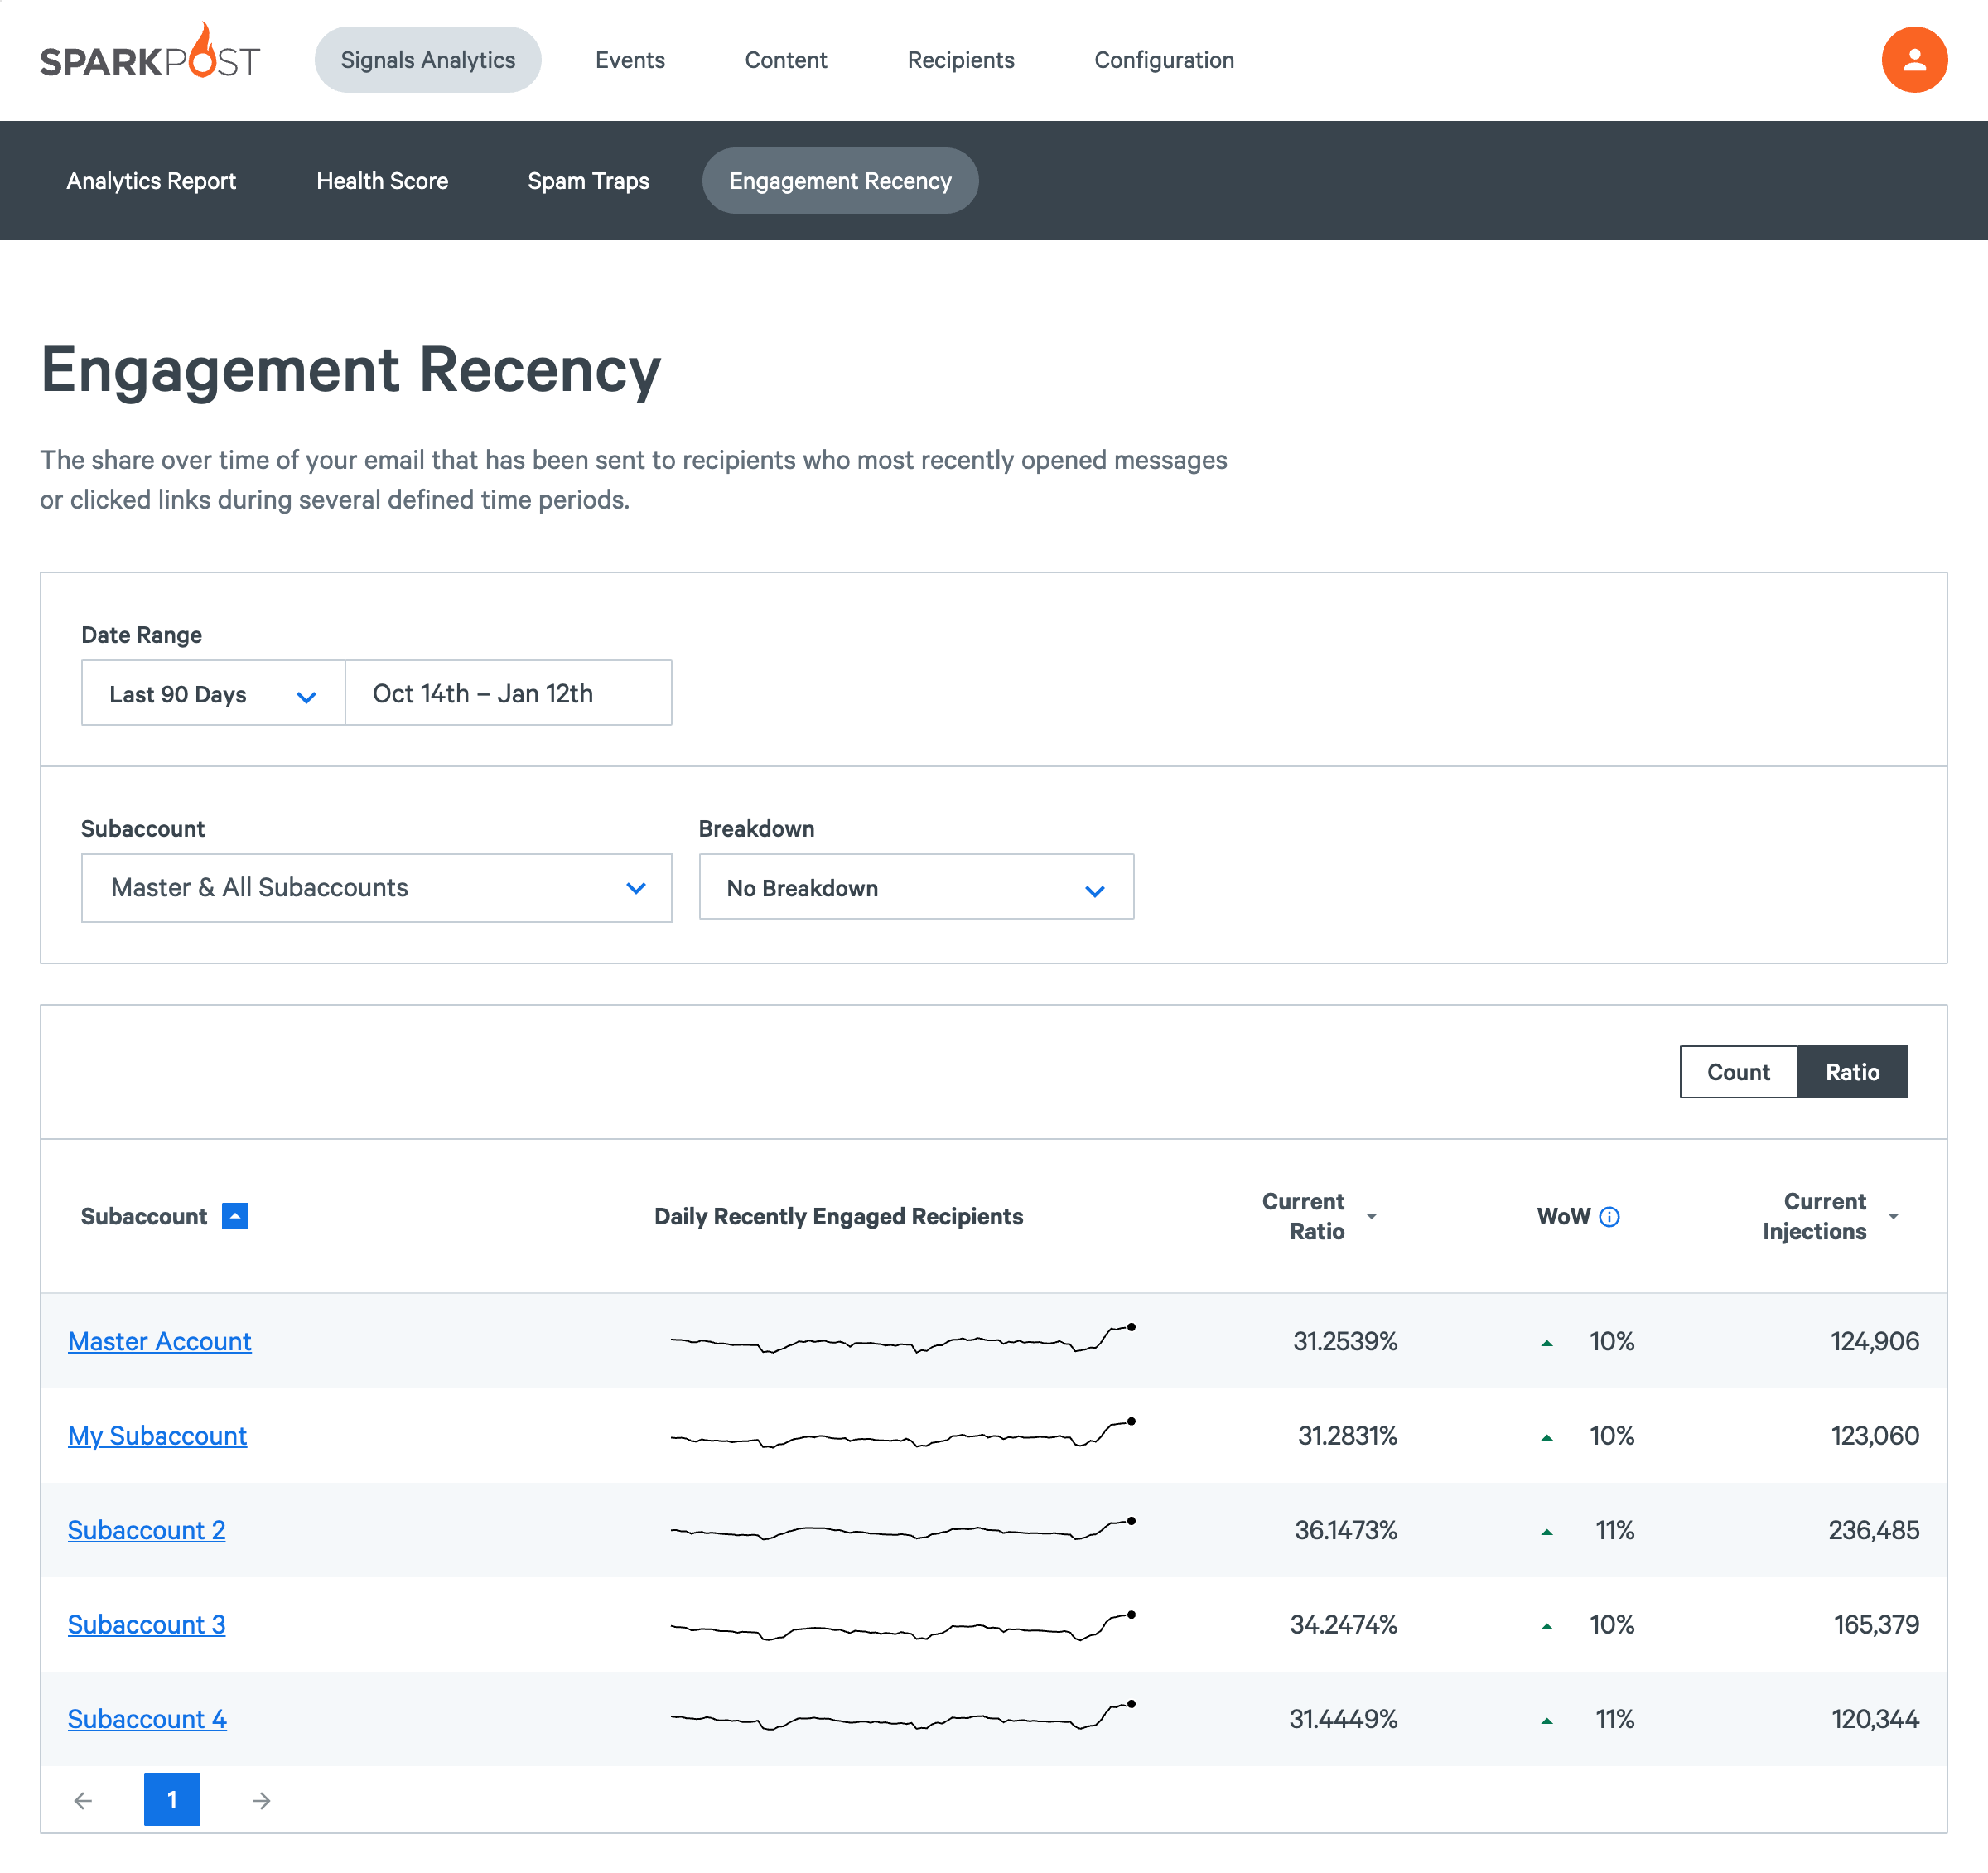 SPARKPOST Signals Analytics Events Content Recipients Configuration
Analytics Report Health Score Spam Traps Engagement Recency
Engagement Recency
The share over time of your email that has been sent to recipients who most recently opened messages
or clicked links during several defined time periods.
Date Range
Last 90 Days Oct 14th – Jan 12th
Subaccount Breakdown
Master & All Subaccounts No Breakdown
Count Ratio
Subaccount Daily Recently Engaged Recipients Current Ratio WoW Current Injections
Master Account 31.2539% 10% 124,906
My Subaccount 31.2831% 10% 123,060
Subaccount 2 36.1473% 11% 236,485
Subaccount 3 34.2474% 10% 165,379
Subaccount 4 31.4449% 11% 120,344
1